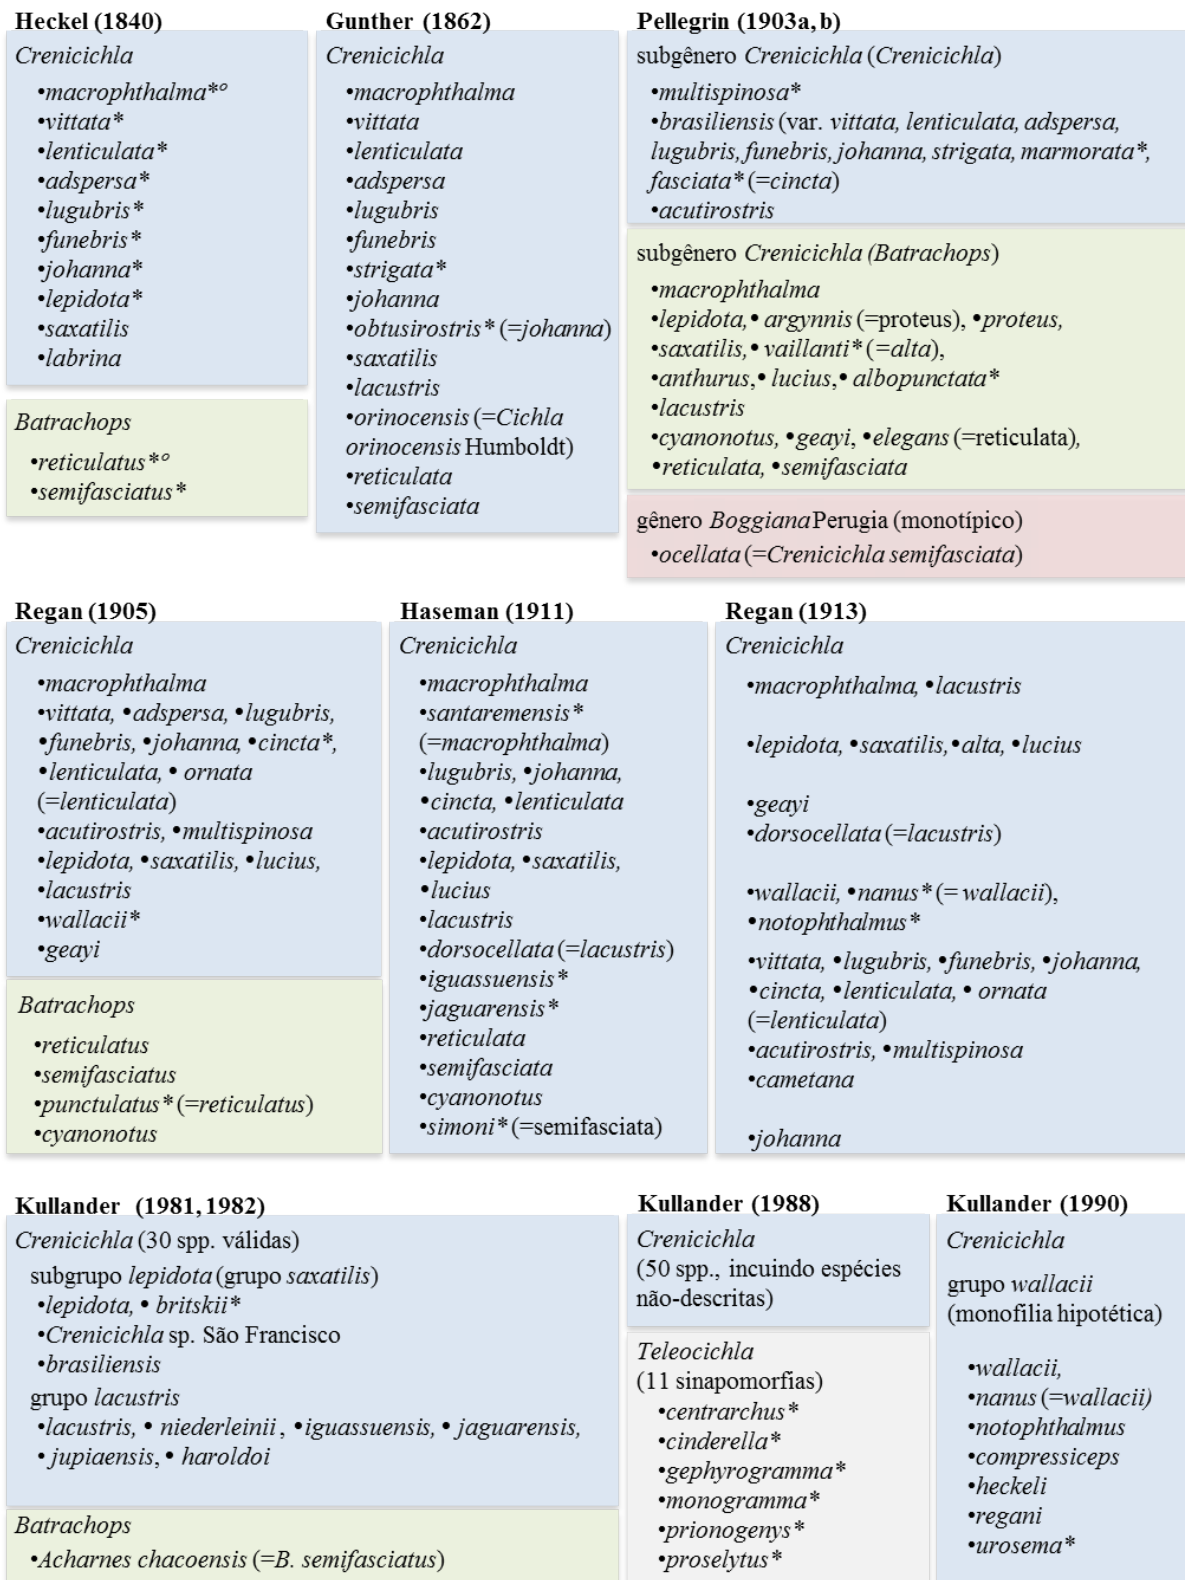 Heckel (1840)
Crenicichla
•macrophthalma*º
•vittata*
•lenticulata*
•adspersa*
•lugubris*
•funebris*
•johanna*
•lepidota*
•saxatilis
•labrina
Batrachops
•reticulatus*º
•semifasciatus*
Gunther (1862)
Crenicichla
•macrophthalma
•vittata
•lenticulata
•adspersa
•lugubris
•funebris
•strigata*
•johanna
•obtusirostris* (=johanna)
•saxatilis
•lacustris
•orinocensis (=Cichla
orinocensis Humboldt)
•reticulata
•semifasciata
Pellegrin (1903a, b)
subgênero Crenicichla (Crenicichla)
•multispinosa*
•brasiliensis (var. vittata, lenticulata, adspersa,
lugubris, funebris, johanna, strigata, marmorata*,
fasciata* (=cincta)
•acutirostris
subgênero Crenicichla (Batrachops)
•macrophthalma
•lepidota, • argynnis (=proteus), •proteus,
•saxatilis, • vaillanti* (=alta),
•anthurus, • lucius, • albopunctata*
•lacustris
•cyanonotus, •geayi, •elegans (=reticulata),
•reticulata, •semifasciata
gênero Boggiana Perugia (monotípico)
•ocellata (=Crenicichla semifasciata)
Regan (1905)
Crenicichla
•macrophthalma
•vittata, •adspersa, •lugubris,
•funebris, •johanna, •cincta*,
•lenticulata, • ornata
(=lenticulata)
•acutirostris, •multispinosa
•lepidota, •saxatilis, •lucius,
•lacustris
•wallacii*
•geayi
Batrachops
•reticulatus
•semifasciatus
•punctulatus* (=reticulatus)
•cyanonotus
Haseman (1911)
Crenicichla
•macrophthalma
•santaremensis*
(=macrophthalma)
•lugubris, •johanna,
•cincta, •lenticulata
•acutirostris
•lepidota, •saxatilis,
•lucius
•lacustris
•dorsocellata (=lacustris)
•iguassuensis*
•jaguarensis*
•reticulata
•semifasciata
•cyanonotus
•simoni* (=semifasciata)
Regan (1913)
Crenicichla
•macrophthalma, •lacustris
•lepidota, •saxatilis, •alta, •lucius
•geayi
•dorsocellata (=lacustris)
•wallacii, •nanus* (= wallacii),
•notophthalmus*
•vittata, •lugubris, •funebris, •johanna,
•cincta, •lenticulata, • ornata
(=lenticulata)
•acutirostris, •multispinosa
•cametana
•johanna
Kullander (1981, 1982)
Crenicichla (30 spp. válidas)
subgrupo lepidota (grupo saxatilis)
•lepidota, • britskii*
•Crenicichla sp. São Francisco
•brasiliensis
grupo lacustris
•lacustris, • niederleinii, •iguassuensis, • jaguarensis,
• jupiaensis, • haroldoi
Batrachops
•Acharnes chacoensis (=B. semifasciatus)
Kullander (1988)
Crenicichla
(50 spp., incuindo espécies
não-descritas)
Teleocichla
(11 sinapomorfias)
•centrarchus*
•cinderella*
•gephyrogramma*
•monogramma*
•prionogenys*
•proselytus*
Kullander (1990)
Crenicichla
grupo wallacii
(monofilia hipotética)
•wallacii,
•nanus (=wallacii)
•notophthalmus
•compressiceps
•heckeli
•regani
•urosema*